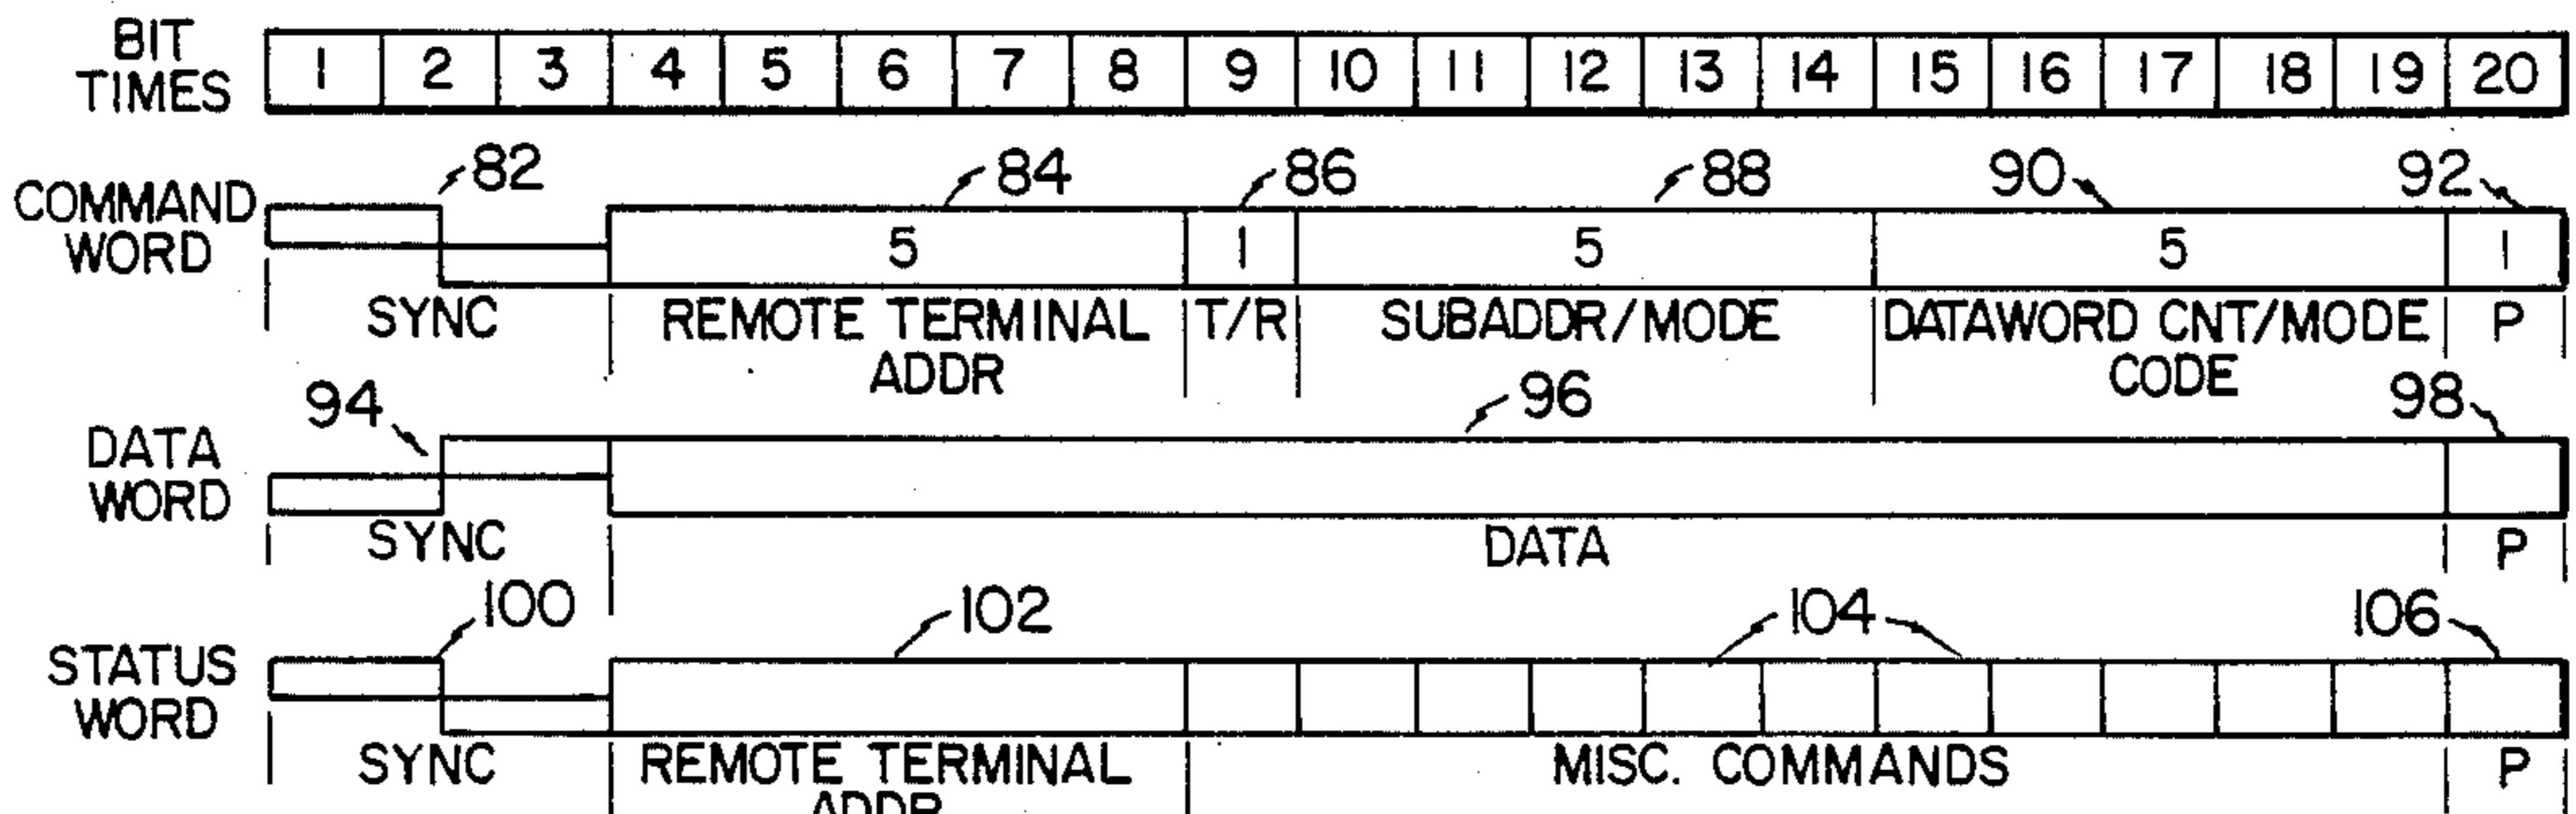 BIT TIMES 1 2 3 4 5 6 7 8 9 10 11 12 13 14 15 16 17 18 19 20
82 84 86 88 90 92
COMMAND WORD 5 1 5 5 1
SYNC REMOTE TERMINAL ADDR T/R SUBADDR/MODE DATAWORD CNT/MODE CODE P
94 96 98
DATA WORD
SYNC DATA P
100 102 104 106
STATUS WORD
SYNC REMOTE TERMINAL ADDR MISC. COMMANDS P